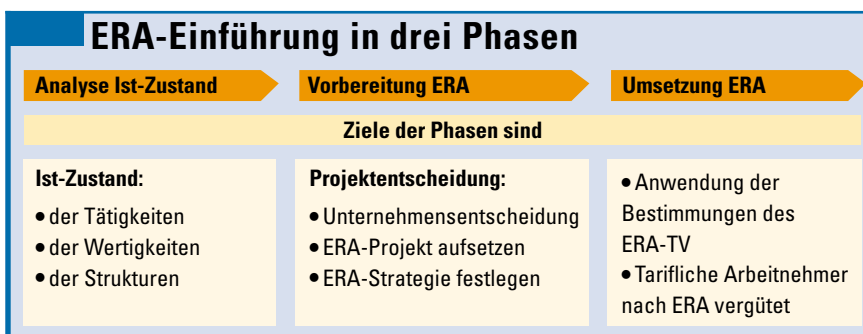 ERA-Einführung in drei Phasen
Analyse Ist-Zustand
Vorbereitung ERA
Umsetzung ERA
Ziele der Phasen sind
Ist-Zustand:
• der Tätigkeiten
• der Wertigkeiten
• der Strukturen
Projektentscheidung:
• Unternehmensentscheidung
• ERA-Projekt aufsetzen
• ERA-Strategie festlegen
• Anwendung der
Bestimmungen des
ERA-TV
• Tarifliche Arbeitnehmer
nach ERA vergütet